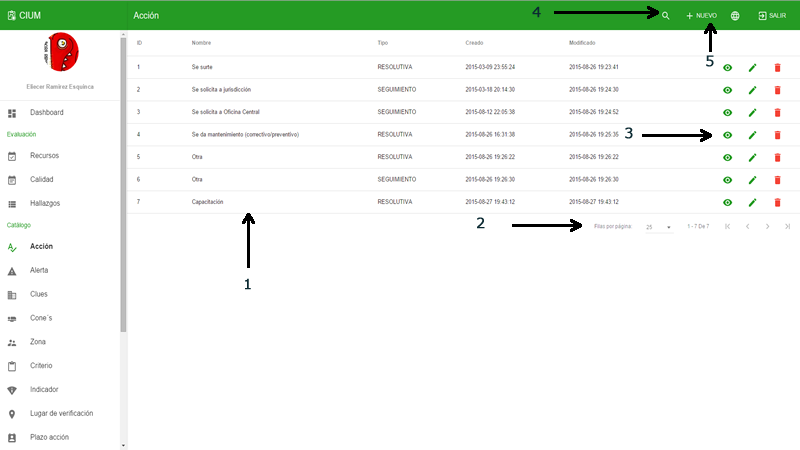 CIUM
Acción
4
NUEVO
SALIR
5
Eliecer Ramírez Esquinca
Dashboard
Evaluación
Recursos
Calidad
Hallazgos
Catálogo
Acción
Alerta
Clues
Cone´s
Zona
Criterio
Indicador
Lugar de verificación
Plazo acción
ID Nombre Tipo Creado Modificado
1 Se surte RESOLUTIVA 2015-03-09 23:55:24 2015-08-26 19:23:41
2 Se solicita a jurisdicción SEGUIMIENTO 2015-03-18 20:14:30 2015-08-26 19:24:30
3 Se solicita a Oficina Central SEGUIMIENTO 2015-08-12 22:05:38 2015-08-26 19:24:52
4 Se da mantenimiento (correctivo/preventivo) RESOLUTIVA 2015-08-26 16:31:38 2015-08-26 19:25:35 3
5 Otra RESOLUTIVA 2015-08-26 19:26:22 2015-08-26 19:26:22
6 Otra SEGUIMIENTO 2015-08-26 19:26:30 2015-08-26 19:26:30
7 Capacitación RESOLUTIVA 2015-08-27 19:43:12 2015-08-27 19:43:12
2
Filas por página: 25 1 - 7 De 7
1